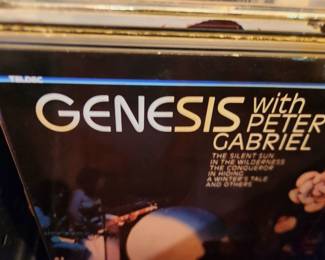 TELDEC
GENESIS with
PETER
GABRIEL
THE SILENT SUN
IN THE WILDERNESS
THE CONQUEROR
IN HIDING
A WINTER'S TALE
AND OTHERS